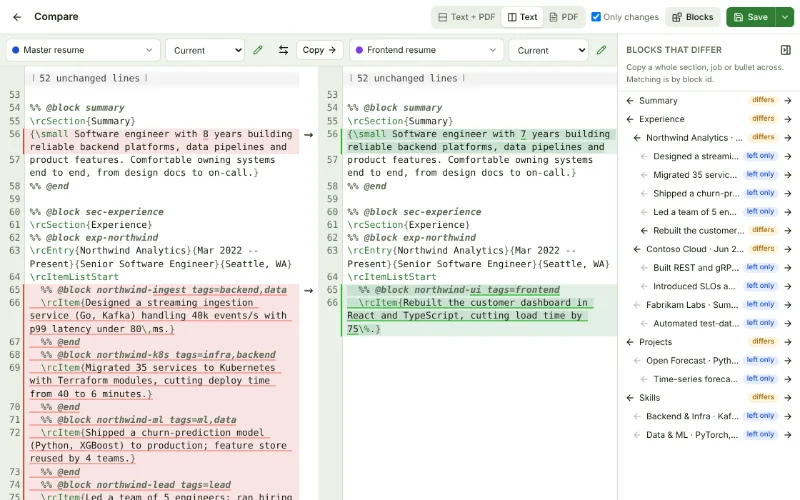 Compare
Text + PDF
Text
PDF
Only changes
Blocks
Save
Master resume
Current
Copy →
Frontend resume
Current
52 unchanged lines
53
54 %% @block summary
55 \rcSection{Summary}
56 {\small Software engineer with 8 years building
reliable backend platforms, data pipelines and
57 product features. Comfortable owning systems
end to end, from design docs to on-call.}
58 %% @end
59
60 %% @block sec-experience
61 \rcSection{Experience}
62 %% @block exp-northwind
63 \rcEntry{Northwind Analytics}{Mar 2022 --
Present}{Senior Software Engineer}{Seattle, WA}
64 \rcItemListStart
65 %% @block northwind-ingest tags=backend,data
66 \rcItem{Designed a streaming ingestion
service (Go, Kafka) handling 40k events/s with
p99 latency under 80\,ms.}
67 %% @end
68 %% @block northwind-k8s tags=infra,backend
69 \rcItem{Migrated 35 services to Kubernetes
with Terraform modules, cutting deploy time
from 40 to 6 minutes.}
70 %% @end
71 %% @block northwind-ml tags=ml,data
72 \rcItem{Shipped a churn-prediction model
(Python, XGBoost) to production; feature store
reused by 4 teams.}
73 %% @end
74 %% @block northwind-lead tags=lead
75 \rcItem{Led a team of 5 engineers; ran hiring
52 unchanged lines
53
54 %% @block summary
55 \rcSection{Summary}
56 {\small Software engineer with 7 years building
reliable backend platforms, data pipelines and
57 product features. Comfortable owning systems
end to end, from design docs to on-call.}
58 %% @end
59
60 %% @block sec-experience
61 \rcSection{Experience}
62 %% @block exp-northwind
63 \rcEntry{Northwind Analytics}{Mar 2022 --
Present}{Senior Software Engineer}{Seattle, WA}
64 \rcItemListStart
65 %% @block northwind-ui tags=frontend
66 \rcItem{Rebuilt the customer dashboard in
React and TypeScript, cutting load time by
75\%.}
BLOCKS THAT DIFFER
Copy a whole section, job or bullet across.
Matching is by block id.
← Summary differs →
← Experience differs →
← Northwind Analytics · ... differs →
← Designed a streami... left only →
← Migrated 35 servic... left only →
← Shipped a churn-pr... left only →
← Led a team of 5 en... left only →
← Rebuilt the customer... differs →
← Contoso Cloud · Jun 2... differs →
← Built REST and gRP... left only →
← Introduced SLOs a... left only →
← Fabrikam Labs · Sum... differs →
← Automated test-dat... left only →
← Projects differs →
← Open Forecast · Pyth... left only →
← Time-series foreca... left only →
← Skills differs →
← Backend & Infra · Kaf... left only →
← Data & ML · PyTorch,... left only →